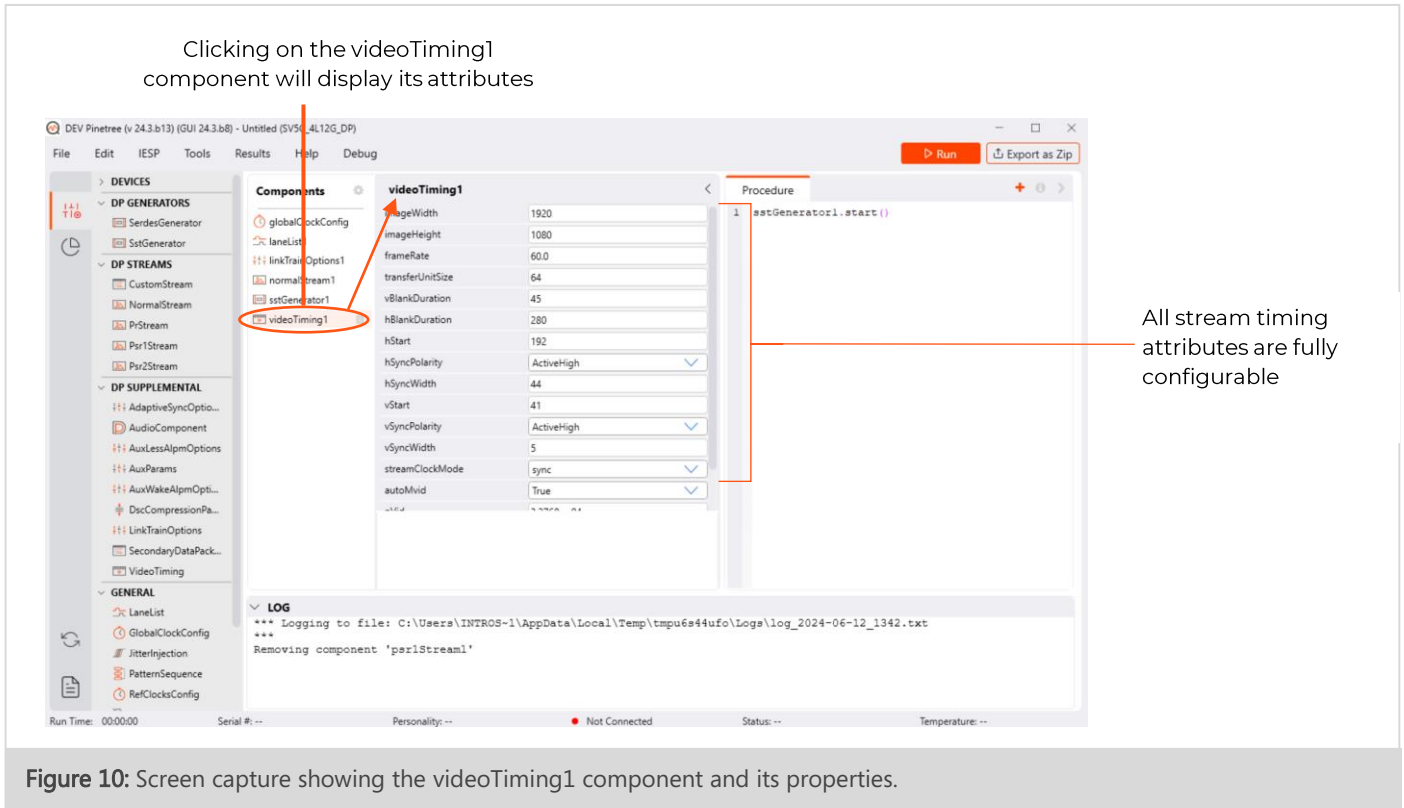 Clicking on the videoTiming1
component will display its attributes
DEV Pinetree (v 24.3.b13) (GUI 24.3.b8) - Untitled (SV5C_4L12G_DP)
File Edit IESP Tools Results Help Debug
Run Export as Zip
DEVICES
DP GENERATORS
SerdesGenerator
SstGenerator
DP STREAMS
CustomStream
NormalStream
PrStream
Psr1Stream
Psr2Stream
DP SUPPLEMENTAL
AdaptiveSyncOptio...
AudioComponent
AuxLessAlpmOptions
AuxParams
AuxWakeAlpmOpti...
DscCompressionPa...
LinkTrainOptions
SecondaryDataPack...
VideoTiming
GENERAL
LaneList
GlobalClockConfig
JitterInjection
PatternSequence
RefClocksConfig
Components
globalClockConfig
laneList
linkTrainOptions1
normalStream1
sstGenerator1
videoTiming1
videoTiming1
imageWidth 1920
imageHeight 1080
frameRate 60.0
transferUnitSize 64
vBlankDuration 45
hBlankDuration 280
hStart 192
hSyncPolarity ActiveHigh
hSyncWidth 44
vStart 41
vSyncPolarity ActiveHigh
vSyncWidth 5
streamClockMode sync
autoMvid True
Procedure
1 sstGenerator1.start()
All stream timing
attributes are fully
configurable
LOG
*** Logging to file: C:\Users\INTROS~1\AppData\Local\Temp\tmpu6s44ufo\Logs\log_2024-06-12_1342.txt
***
Removing component 'psr1Stream1'
Run Time: 00:00:00 Serial #: -- Personality: -- Not Connected Status: -- Temperature: --
Figure 10: Screen capture showing the videoTiming1 component and its properties.